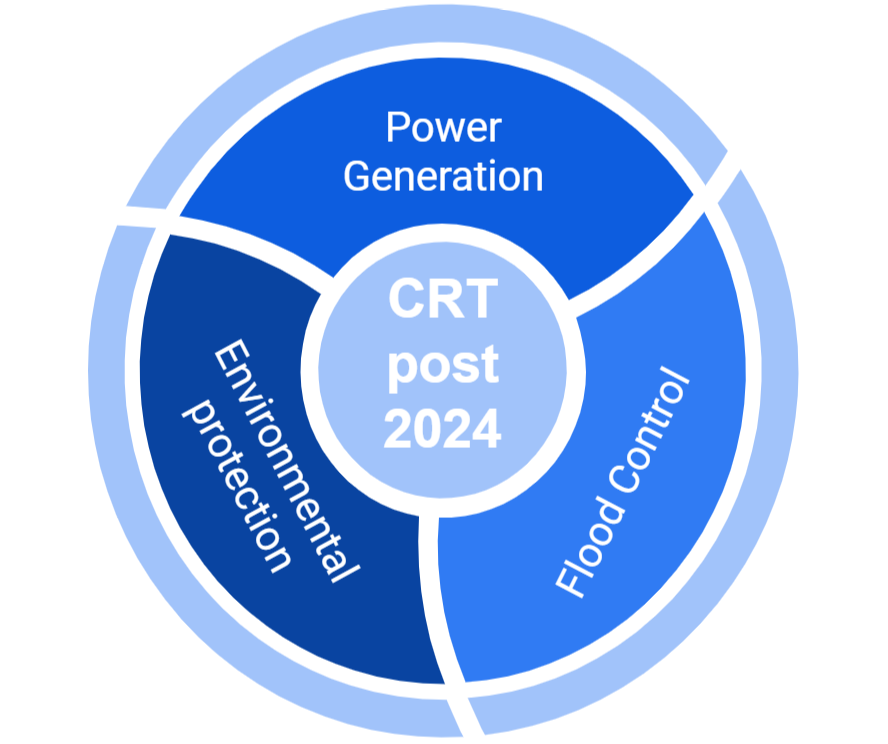 Power
Generation
CRT
post
2024
Environmental
protection
Flood Control